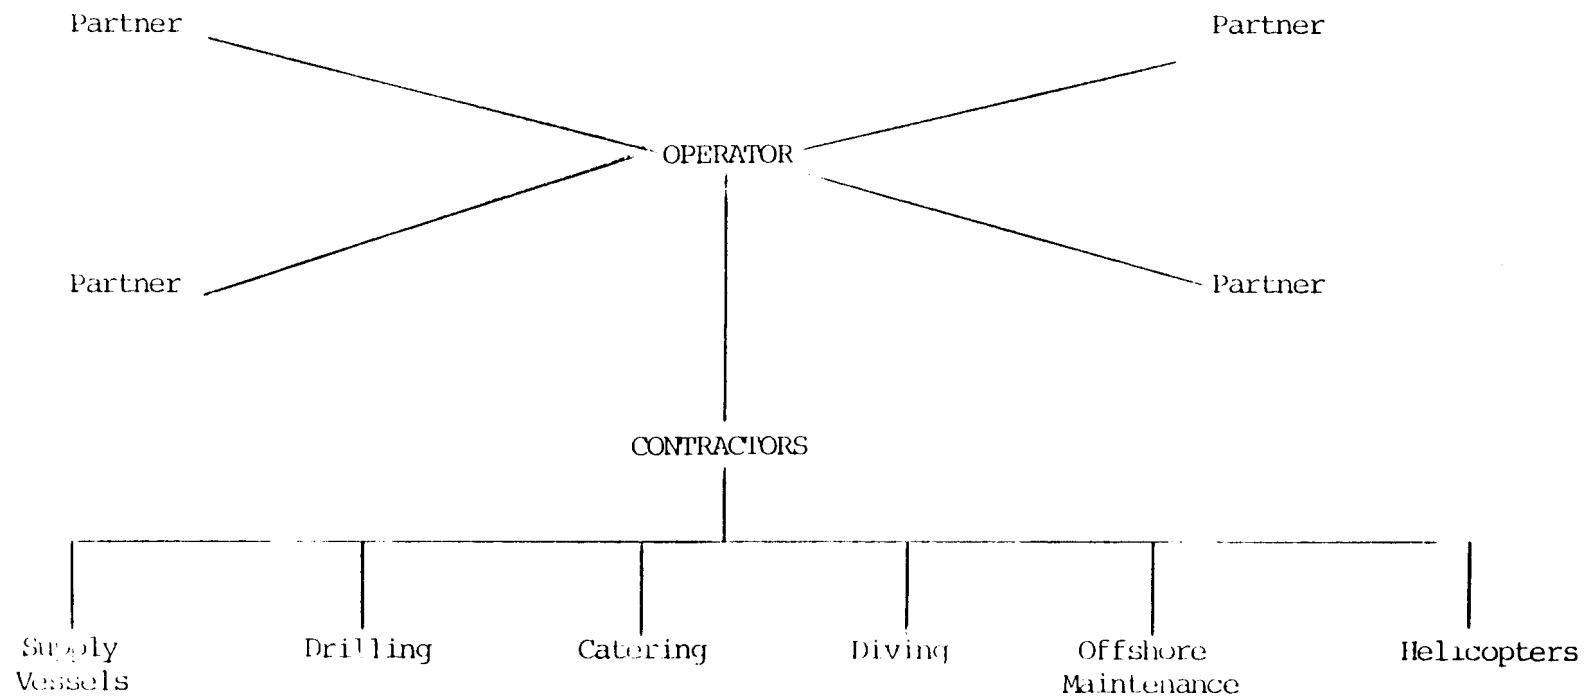 Partner
Partner
OPERATOR
Partner
Partner
CONTRACTORS
Supply
Vessels
Drilling
Catering
Diving
Offshore
Maintenance
Helicopters